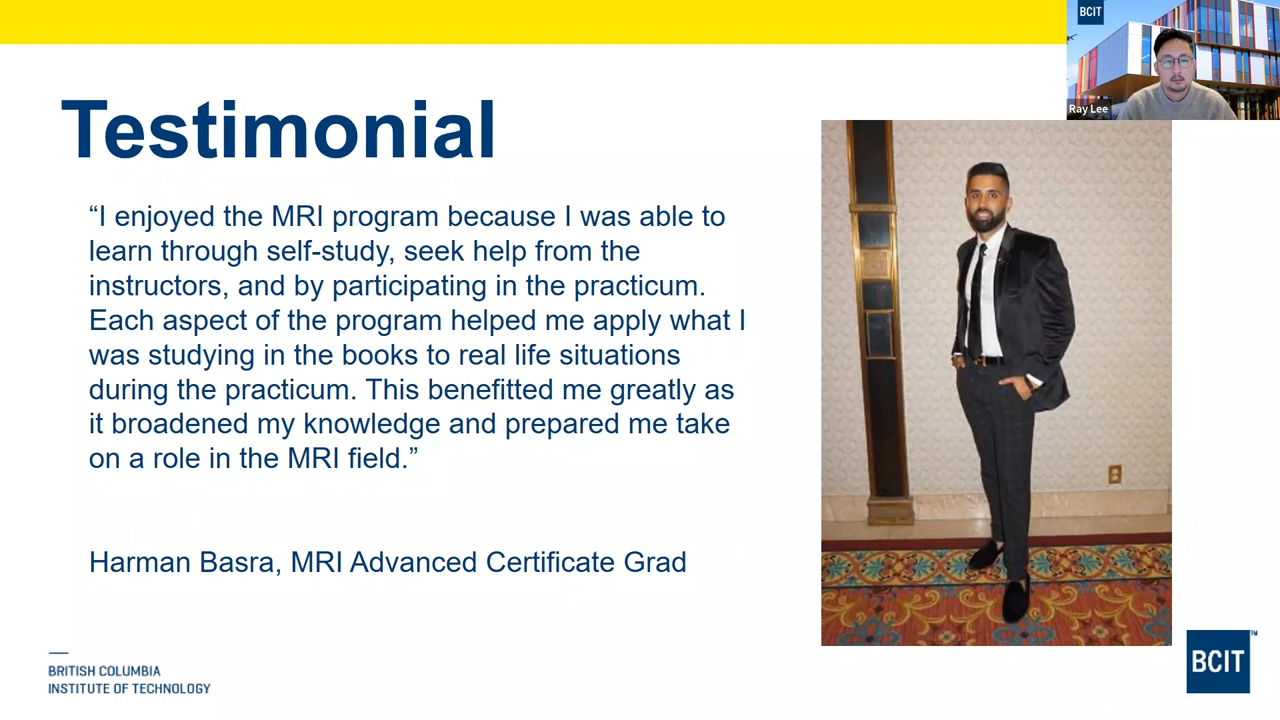 BCIT
Ray Lee
Testimonial
“I enjoyed the MRI program because I was able to
learn through self-study, seek help from the
instructors, and by participating in the practicum.
Each aspect of the program helped me apply what I
was studying in the books to real life situations
during the practicum. This benefitted me greatly as
it broadened my knowledge and prepared me take
on a role in the MRI field.”
Harman Basra, MRI Advanced Certificate Grad
BRITISH COLUMBIA
INSTITUTE OF TECHNOLOGY
BCIT™